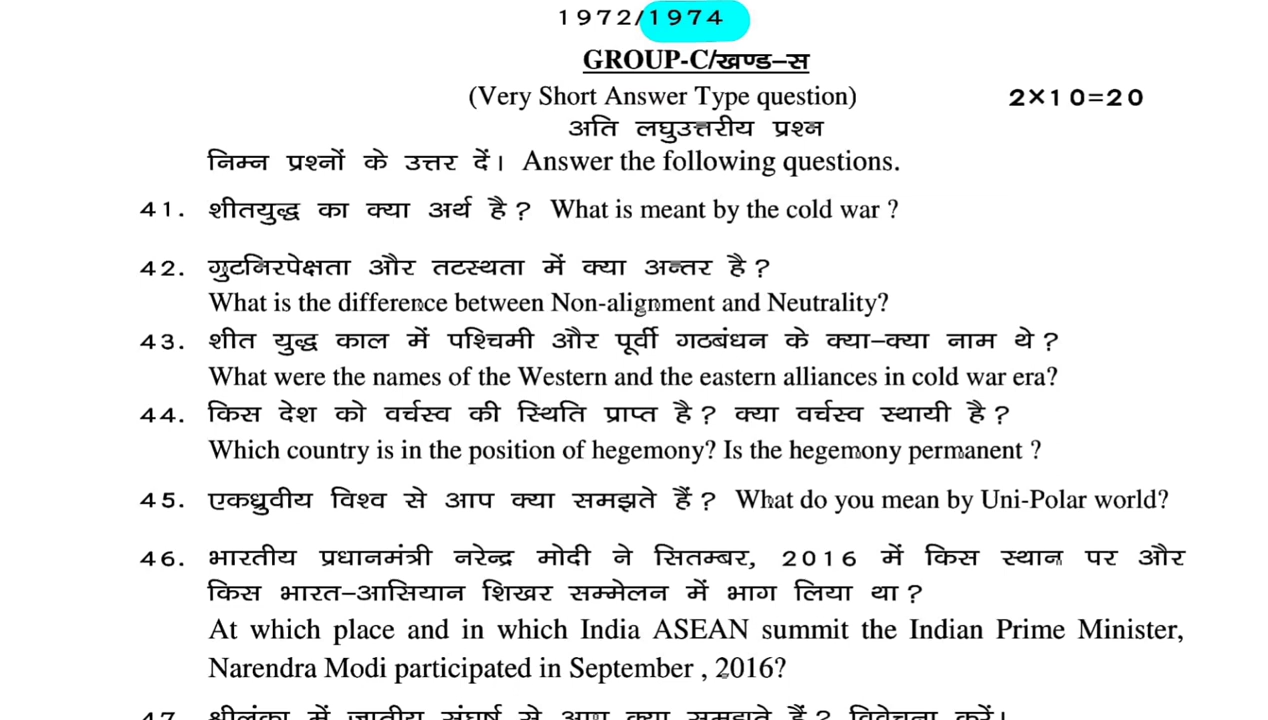 1972/1974
GROUP-C/खण्ड–स
(Very Short Answer Type question) 2×10=20
अति लघुउत्तरीय प्रश्न
निम्न प्रश्नों के उत्तर दें। Answer the following questions.
41. शीतयुद्ध का क्या अर्थ है? What is meant by the cold war ?
42. गुटनिरपेक्षता और तटस्थता में क्या अन्तर है?
What is the difference between Non-alignment and Neutrality?
43. शीत युद्ध काल में पश्चिमी और पूर्वी गठबंधन के क्या–क्या नाम थे?
What were the names of the Western and the eastern alliances in cold war era?
44. किस देश को वर्चस्व की स्थिति प्राप्त है? क्या वर्चस्व स्थायी है?
Which country is in the position of hegemony? Is the hegemony permanent ?
45. एकध्रुवीय विश्व से आप क्या समझते हैं? What do you mean by Uni-Polar world?
46. भारतीय प्रधानमंत्री नरेन्द्र मोदी ने सितम्बर, 2016 में किस स्थान पर और
किस भारत–आसियान शिखर सम्मेलन में भाग लिया था?
At which place and in which India ASEAN summit the Indian Prime Minister,
Narendra Modi participated in September , 2016?
47. श्रीलंका में जातीय संघर्ष से आप क्या समझते हैं? विवेचना करें।